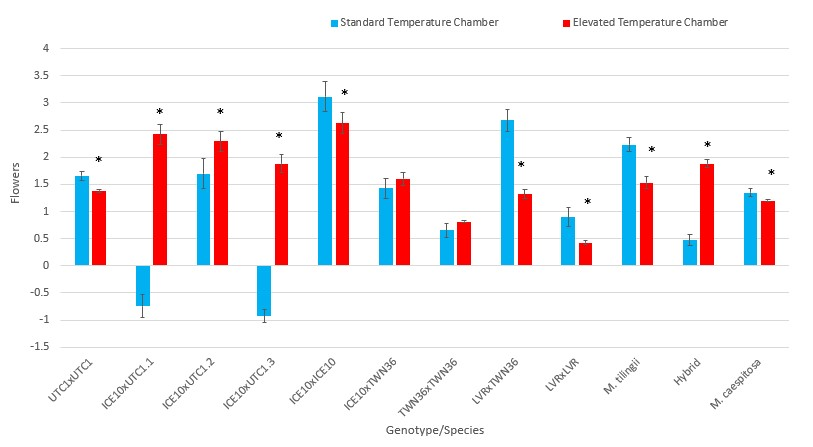 Standard Temperature Chamber Elevated Temperature Chamber
4
3.5
3
2.5
2
1.5
1
0.5
0
-0.5
-1
-1.5
Flowers
* * * * * * * * * *
UTC1xUTC1
ICE10xUTC1.1
ICE10xUTC1.2
ICE10xUTC1.3
ICE10xICE10
ICE10xTWN36
TWN36xTWN36
LVRxTWN36
LVRxLVR
M. tilingii
Hybrid
M. caespitosa
Genotype/Species